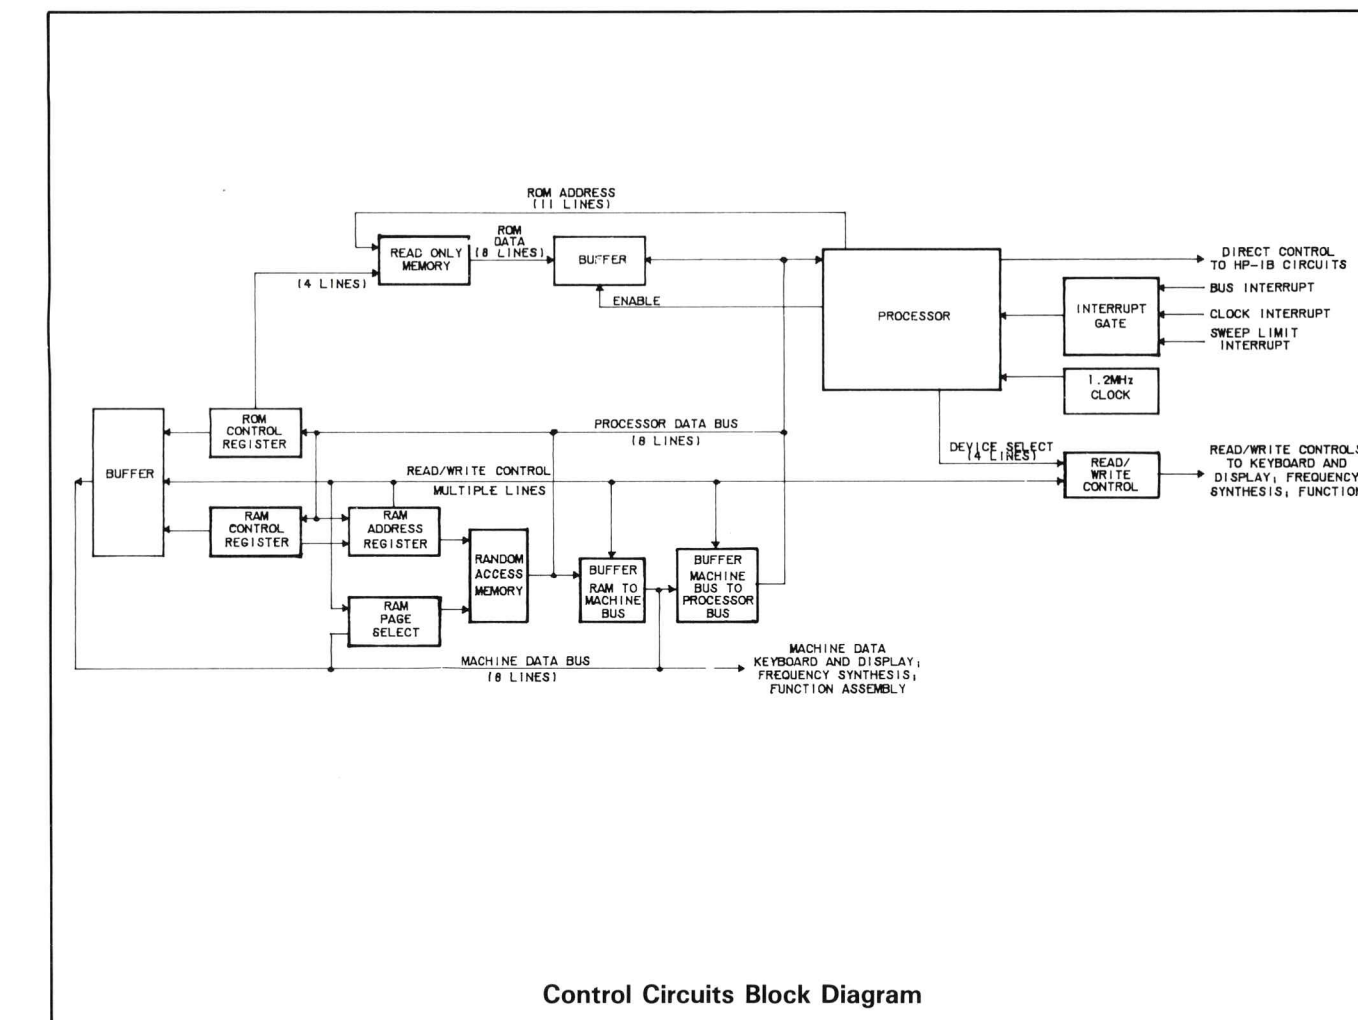 ROM ADDRESS
(11 LINES)
ROM
DATA
(8 LINES)
READ ONLY
MEMORY
BUFFER
(4 LINES)
ENABLE
PROCESSOR
DIRECT CONTROL
TO HP-IB CIRCUITS
BUS INTERRUPT
INTERRUPT
GATE
CLOCK INTERRUPT
SWEEP LIMIT
INTERRUPT
1.2MHz
CLOCK
ROM
CONTROL
REGISTER
PROCESSOR DATA BUS
(8 LINES)
DEVICE SELECT
(4 LINES)
READ/
WRITE
CONTROL
READ/WRITE CONTROLS
TO KEYBOARD AND
DISPLAY; FREQUENCY
SYNTHESIS; FUNCTION
BUFFER
READ/WRITE CONTROL
MULTIPLE LINES
RAM
CONTROL
REGISTER
RAM
ADDRESS
REGISTER
RANDOM
ACCESS
MEMORY
BUFFER
RAM TO
MACHINE
BUS
BUFFER
MACHINE
BUS TO
PROCESSOR
BUS
RAM
PAGE
SELECT
MACHINE DATA BUS
(8 LINES)
MACHINE DATA
KEYBOARD AND DISPLAY;
FREQUENCY SYNTHESIS;
FUNCTION ASSEMBLY
Control Circuits Block Diagram